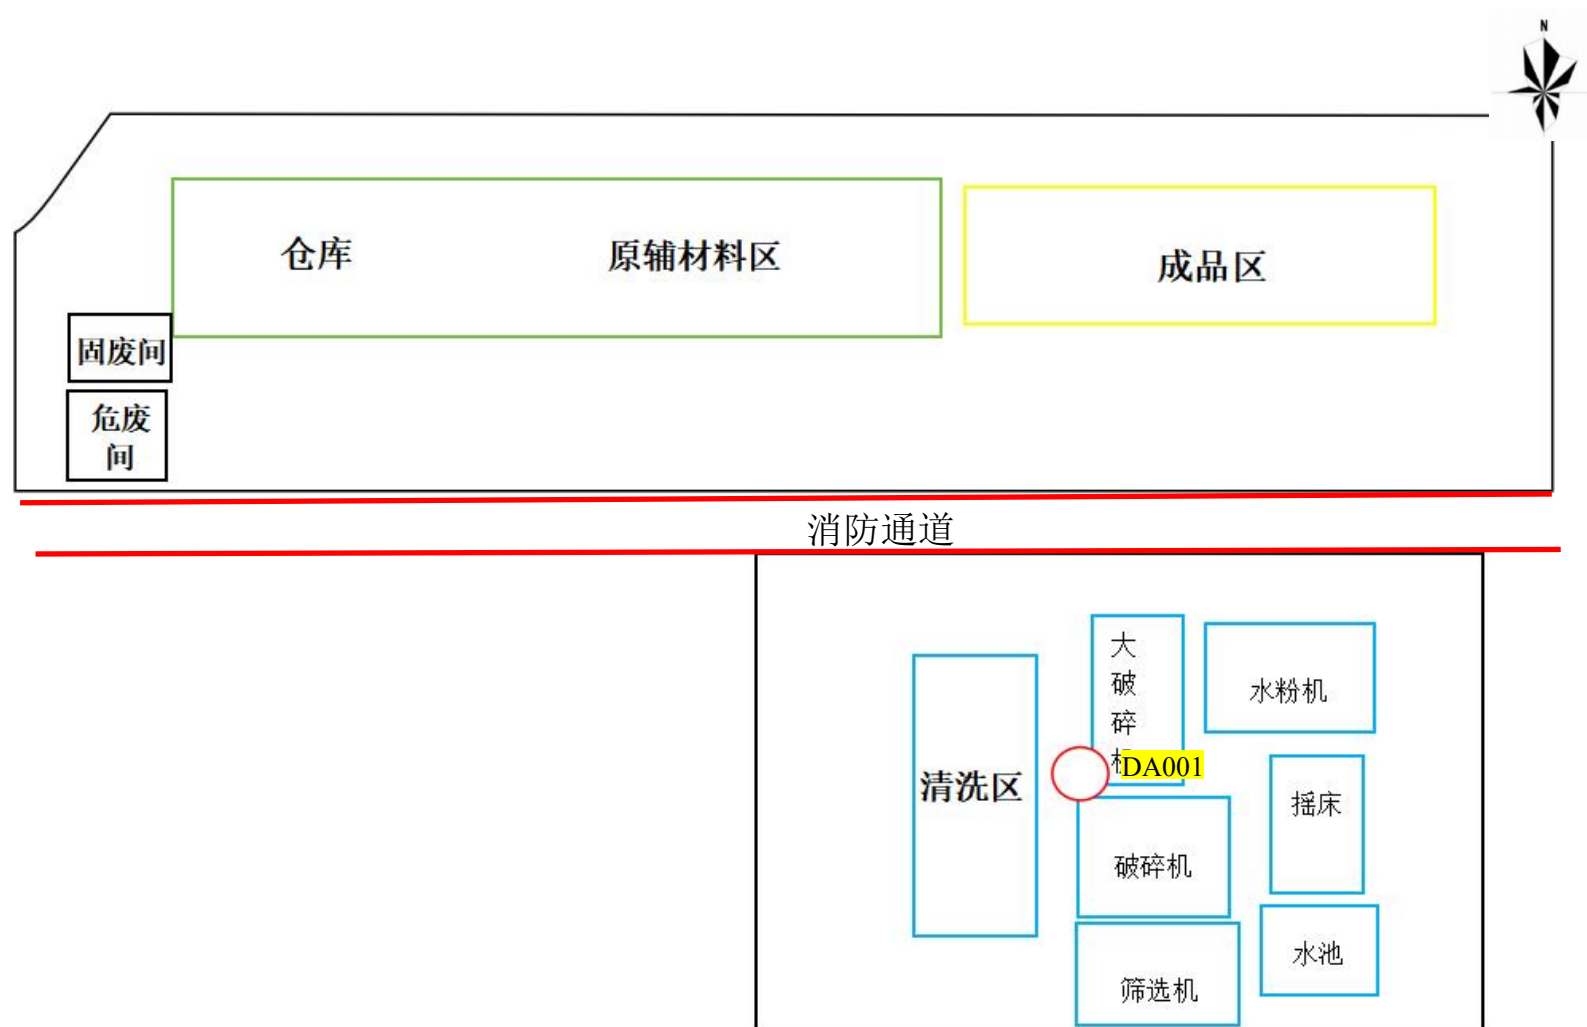 N
仓库
原辅材料区
成品区
固废间
危废
间
消防通道
大
破
碎
DA001
水粉机
清洗区
摇床
破碎机
水池
筛选机